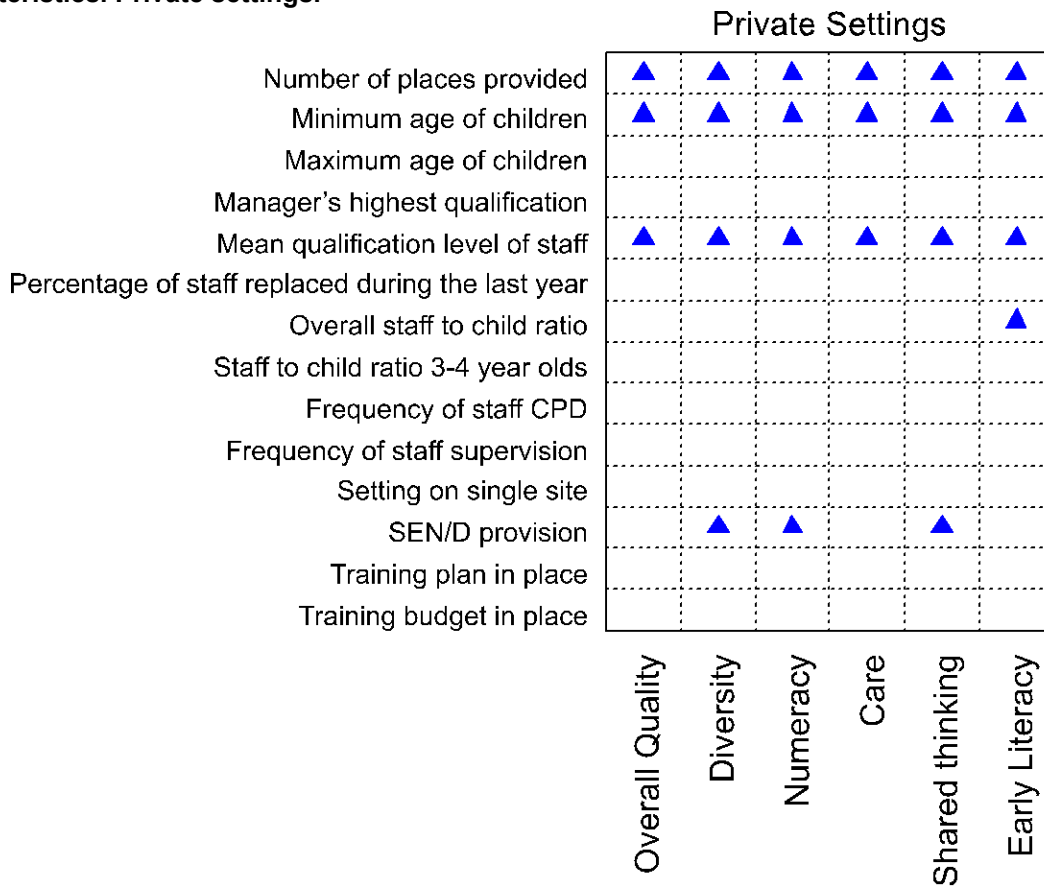 Private Settings
Number of places provided
Minimum age of children
Maximum age of children
Manager’s highest qualification
Mean qualification level of staff
Percentage of staff replaced during the last year
Overall staff to child ratio
Staff to child ratio 3-4 year olds
Frequency of staff CPD
Frequency of staff supervision
Setting on single site
SEN/D provision
Training plan in place
Training budget in place
Overall Quality
Diversity
Numeracy
Care
Shared thinking
Early Literacy